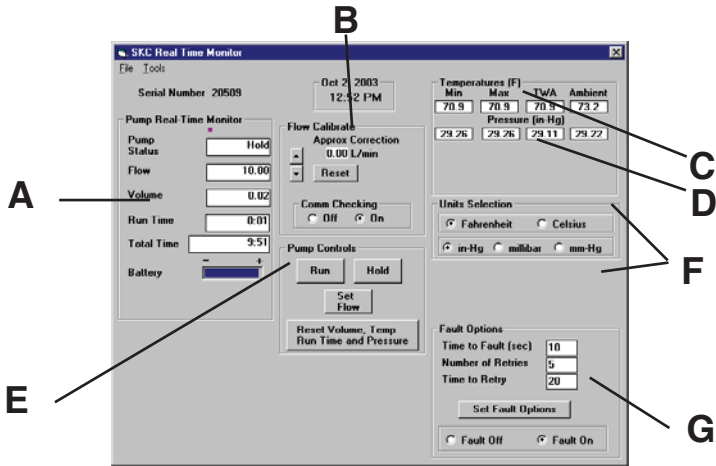 B
SKC Real Time Monitor
File Tools
Serial Number 20509
Oct 2, 2003
12:52 PM
Temperatures (F)
Min Max TWA Ambient
70.9 70.9 70.9 73.2
Pressure (in-Hg)
29.26 29.26 29.11 29.22
C
D
A
Pump Real-Time Monitor
Pump Status Hold
Flow 10.00
Volume 0.02
Run Time 0:01
Total Time 9:51
Battery - +
Flow Calibrate
Approx Correction
0.00 L/min
Reset
Comm Checking
Off On
Units Selection
Fahrenheit Celsius
in-Hg millibar mm-Hg
F
Pump Controls
Run Hold
Set
Flow
Reset Volume, Temp
Run Time and Pressure
E
Fault Options
Time to Fault (sec) 10
Number of Retries 5
Time to Retry 20
Set Fault Options
Fault Off Fault On
G